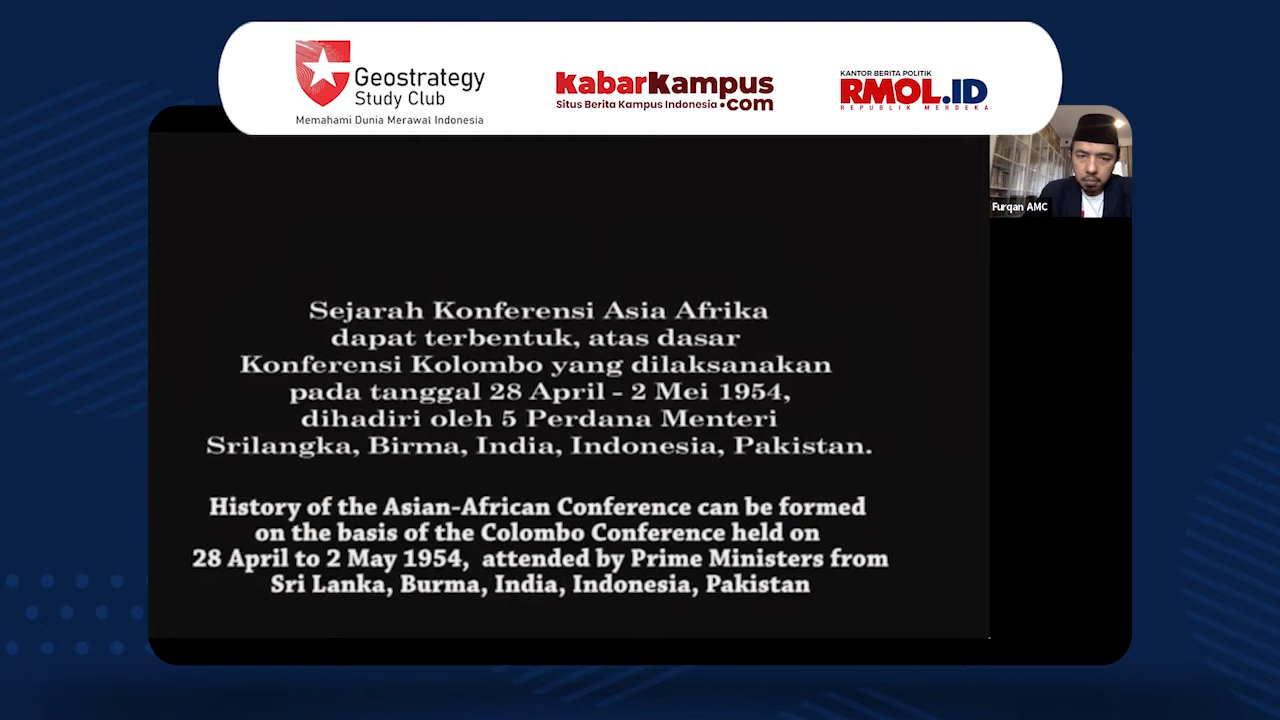 Geostrategy
Study Club
Memahami Dunia Merawat Indonesia
KabarKampus
Situs Berita Kampus Indonesia .com
KANTOR BERITA POLITIK
RMOL.ID
REPUBLIK MERDEKA
Furqan AMC
Sejarah Konferensi Asia Afrika
dapat terbentuk, atas dasar
Konferensi Kolombo yang dilaksanakan
pada tanggal 28 April - 2 Mei 1954,
dihadiri oleh 5 Perdana Menteri
Srilangka, Birma, India, Indonesia, Pakistan.
History of the Asian-African Conference can be formed
on the basis of the Colombo Conference held on
28 April to 2 May 1954, attended by Prime Ministers from
Sri Lanka, Burma, India, Indonesia, Pakistan